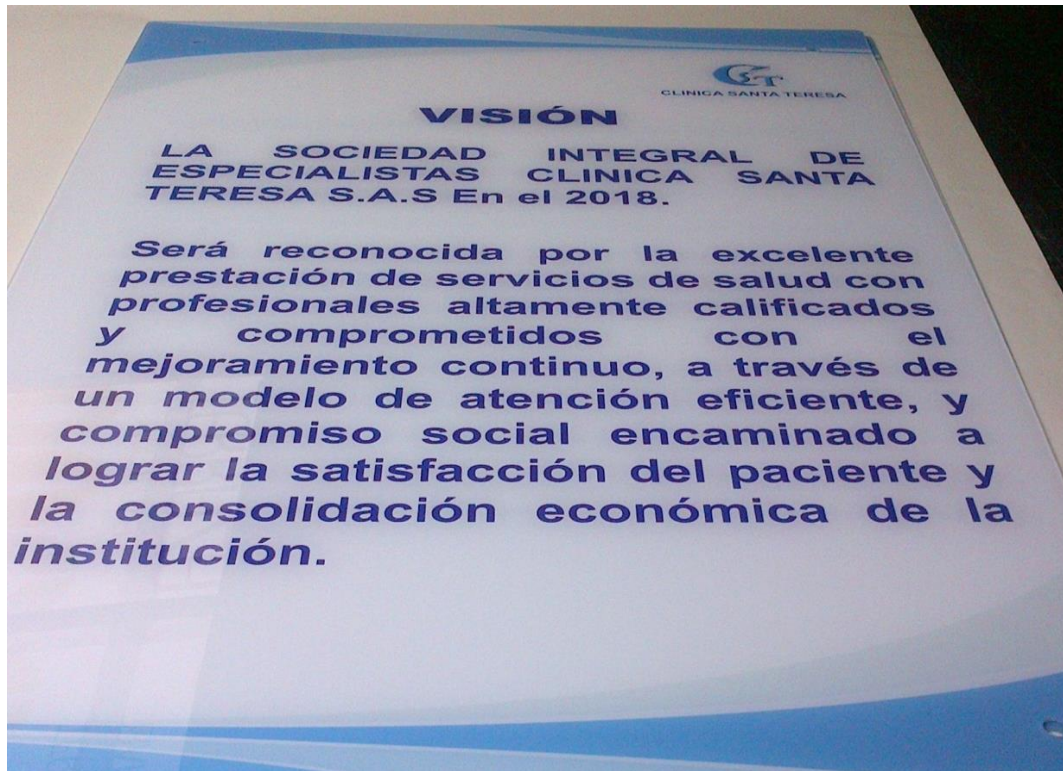 CST
CLINICA SANTA TERESA
VISIÓN
LA SOCIEDAD INTEGRAL DE
ESPECIALISTAS CLINICA SANTA
TERESA S.A.S En el 2018.
Será reconocida por la excelente
prestación de servicios de salud con
profesionales altamente calificados
y comprometidos con el
mejoramiento continuo, a través de
un modelo de atención eficiente, y
compromiso social encaminado a
lograr la satisfacción del paciente y
la consolidación económica de la
institución.